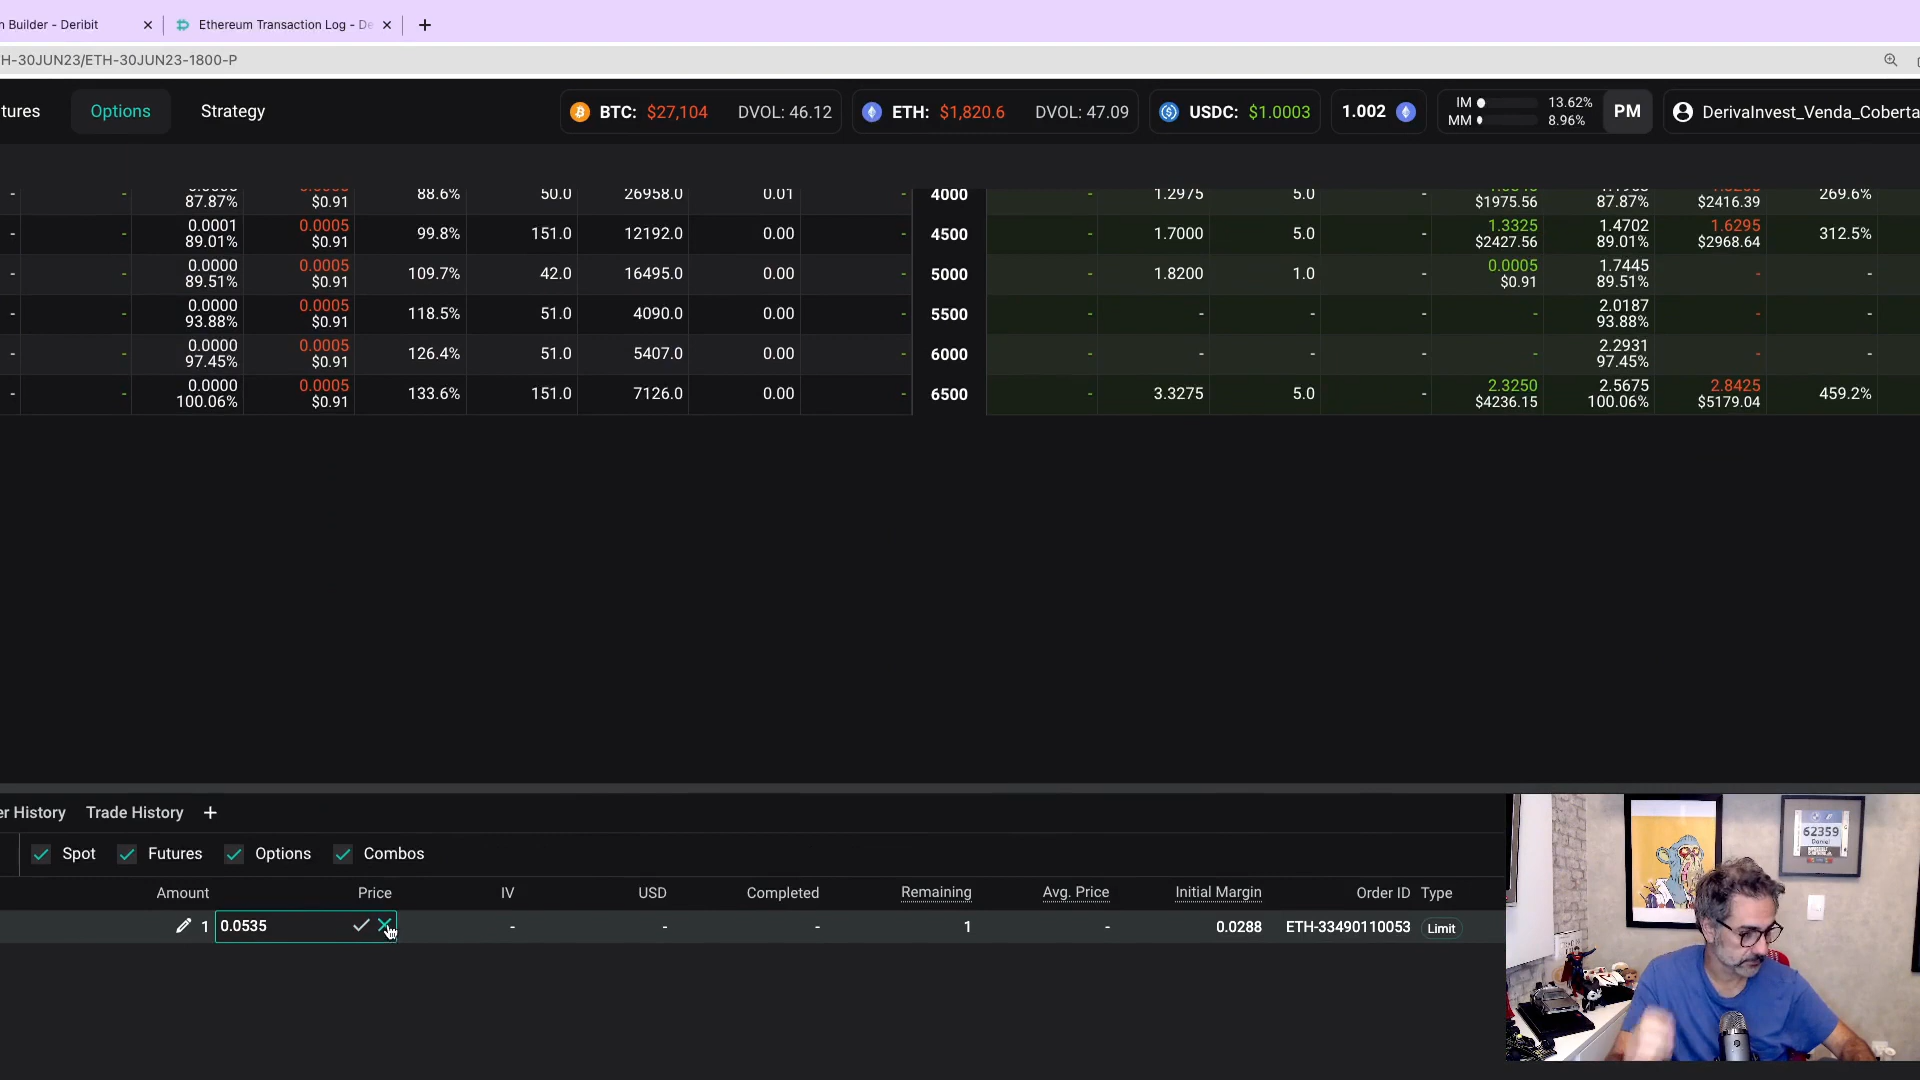 n Builder - Deribit
Ethereum Transaction Log - De
H-30JUN23/ETH-30JUN23-1800-P
tures Options Strategy BTC: $27,104 DVOL: 46.12 ETH: $1,820.6 DVOL: 47.09 USDC: $1.0003 1.002 IM 13.62% MM 8.96% PM DerivaInvest_Venda_Coberta
- - 87.87% $0.91 88.6% 50.0 26958.0 0.01 - 4000 - 1.2975 5.0 - $1975.56 87.87% $2416.39 269.6%
- - 0.0001 0.0005 99.8% 151.0 12192.0 0.00 - 4500 - 1.7000 5.0 - 1.3325 1.4702 1.6295 312.5%
89.01% $0.91 $2427.56 89.01% $2968.64
- - 0.0000 0.0005 109.7% 42.0 16495.0 0.00 - 5000 - 1.8200 1.0 - 0.0005 1.7445 - -
89.51% $0.91 $0.91 89.51%
- - 0.0000 0.0005 118.5% 51.0 4090.0 0.00 - 5500 - - - - - 2.0187 - -
93.88% $0.91 93.88%
- - 0.0000 0.0005 126.4% 51.0 5407.0 0.00 - 6000 - - - - - 2.2931 - -
97.45% $0.91 97.45%
- - 0.0000 0.0005 133.6% 151.0 7126.0 0.00 - 6500 - 3.3275 5.0 - 2.3250 2.5675 2.8425 459.2%
100.06% $0.91 $4236.15 100.06% $5179.04
er History Trade History +
Spot Futures Options Combos
Amount Price IV USD Completed Remaining Avg. Price Initial Margin Order ID Type
1 0.0535 - - - 1 - 0.0288 ETH-33490110053 Limit
62359
Daniel